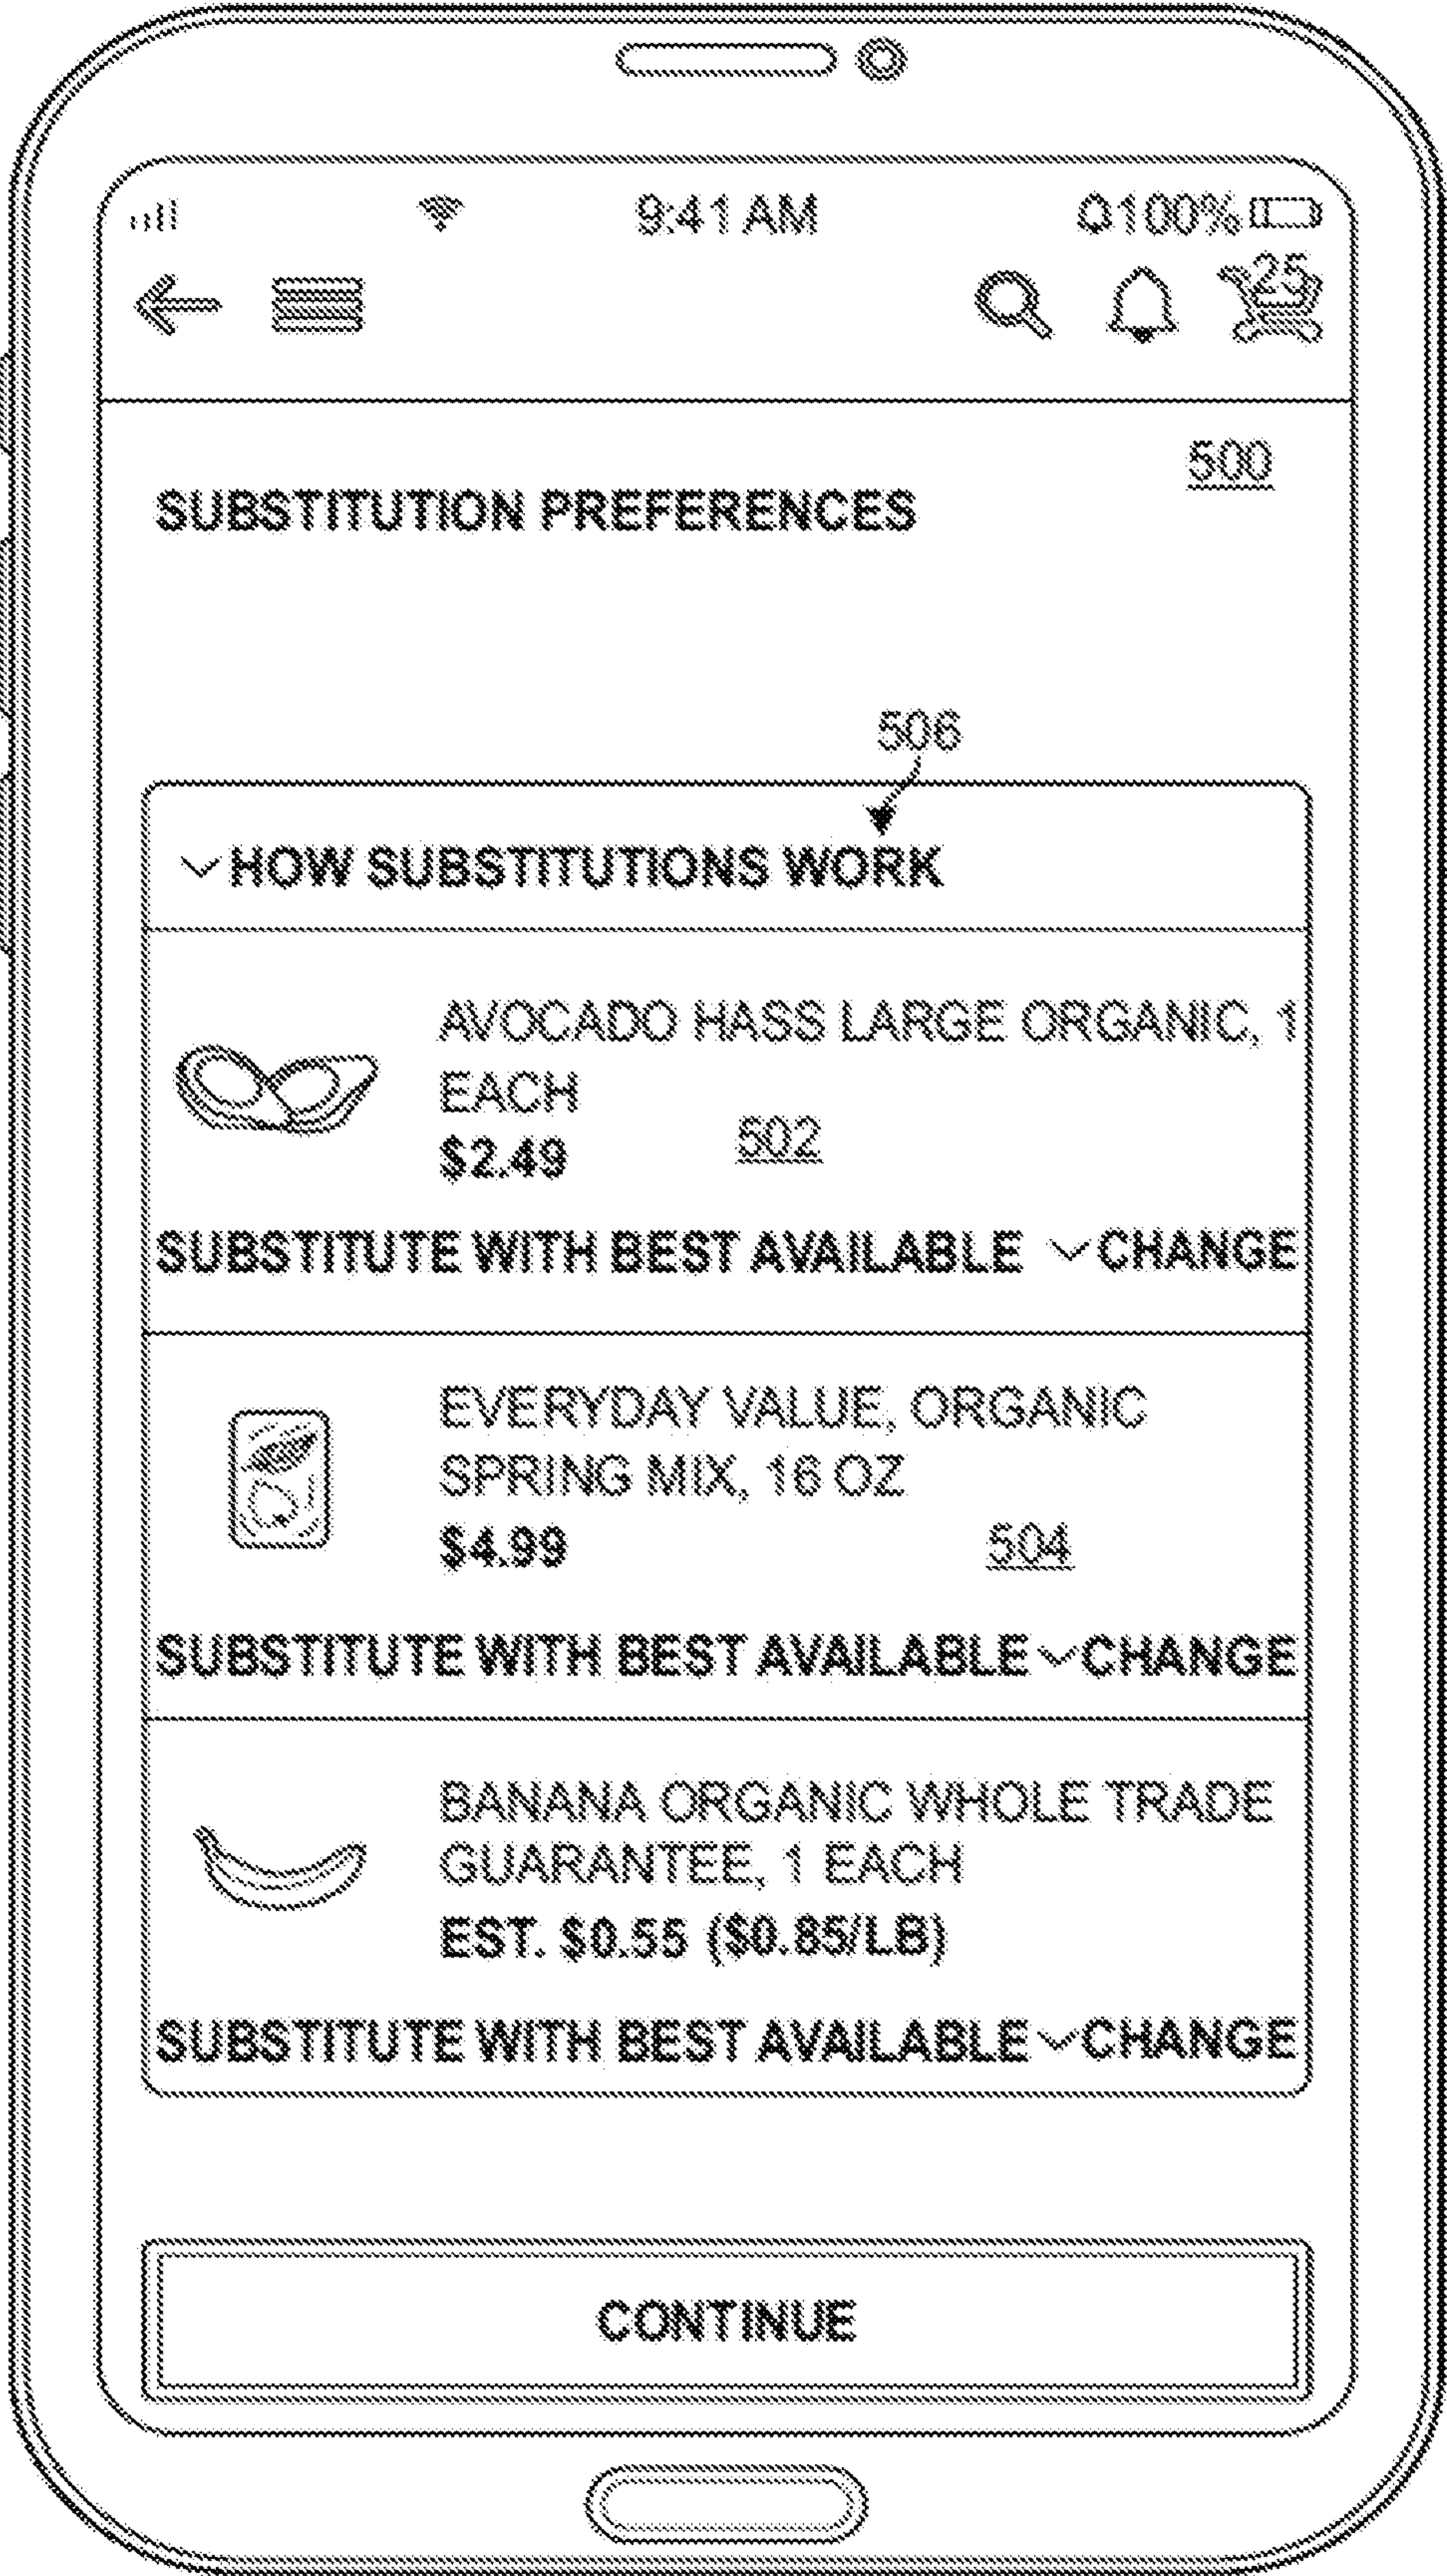 9:41 AM 100%
25
500
SUBSTITUTION PREFERENCES
506
HOW SUBSTITUTIONS WORK
AVOCADO HASS LARGE ORGANIC, 1
EACH
$2.49 502
SUBSTITUTE WITH BEST AVAILABLE CHANGE
EVERYDAY VALUE, ORGANIC
SPRING MIX, 16 OZ
$4.99 504
SUBSTITUTE WITH BEST AVAILABLE CHANGE
BANANA ORGANIC WHOLE TRADE
GUARANTEE, 1 EACH
EST. $0.55 ($0.85/LB)
SUBSTITUTE WITH BEST AVAILABLE CHANGE
CONTINUE